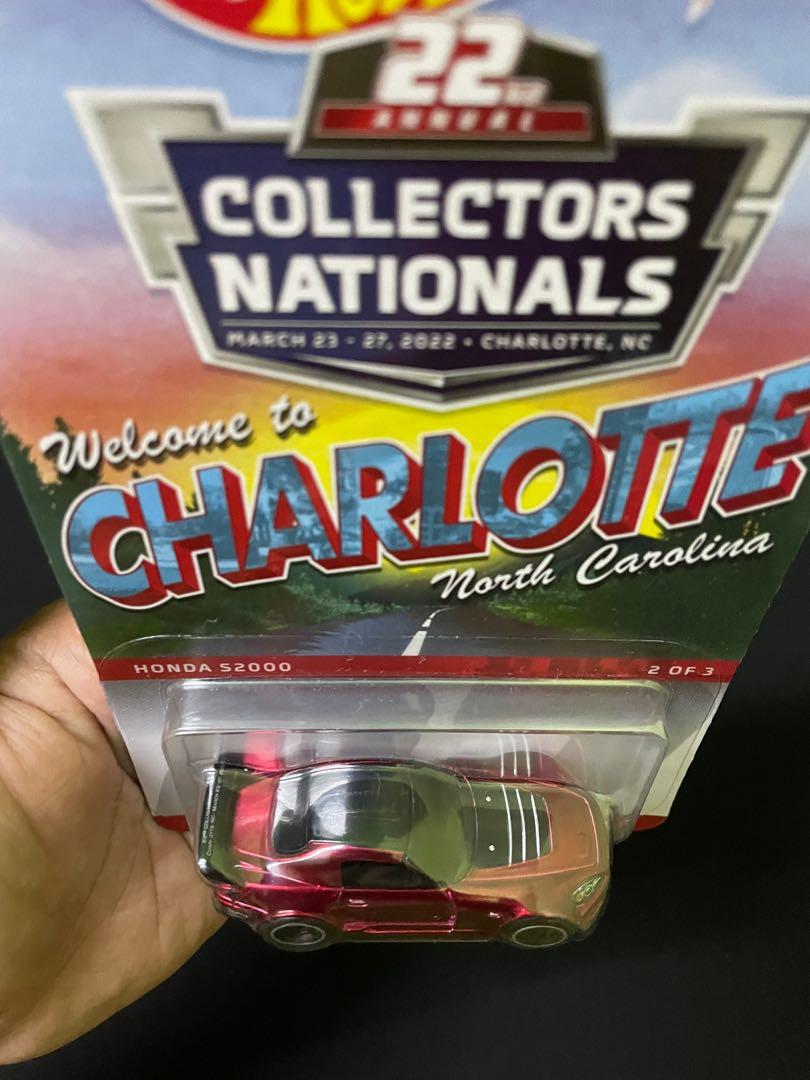 22ND
ANNUAL
COLLECTORS
NATIONALS
MARCH 23 - 27, 2022 • CHARLOTTE, NC
Welcome to
CHARLOTTE
North Carolina
HONDA S2000
2 OF 3